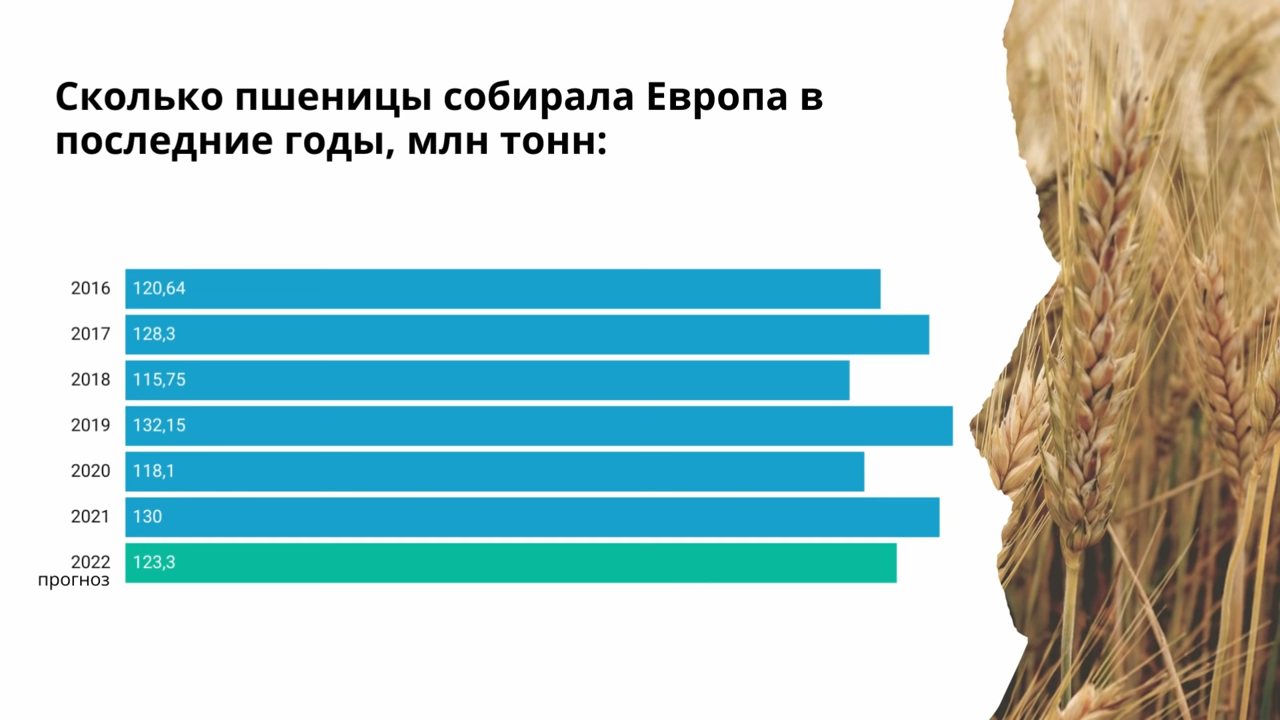 Сколько пшеницы собирала Европа в
последние годы, млн тонн:
2016 120,64
2017 128,3
2018 115,75
2019 132,15
2020 118,1
2021 130
2022 123,3
прогноз